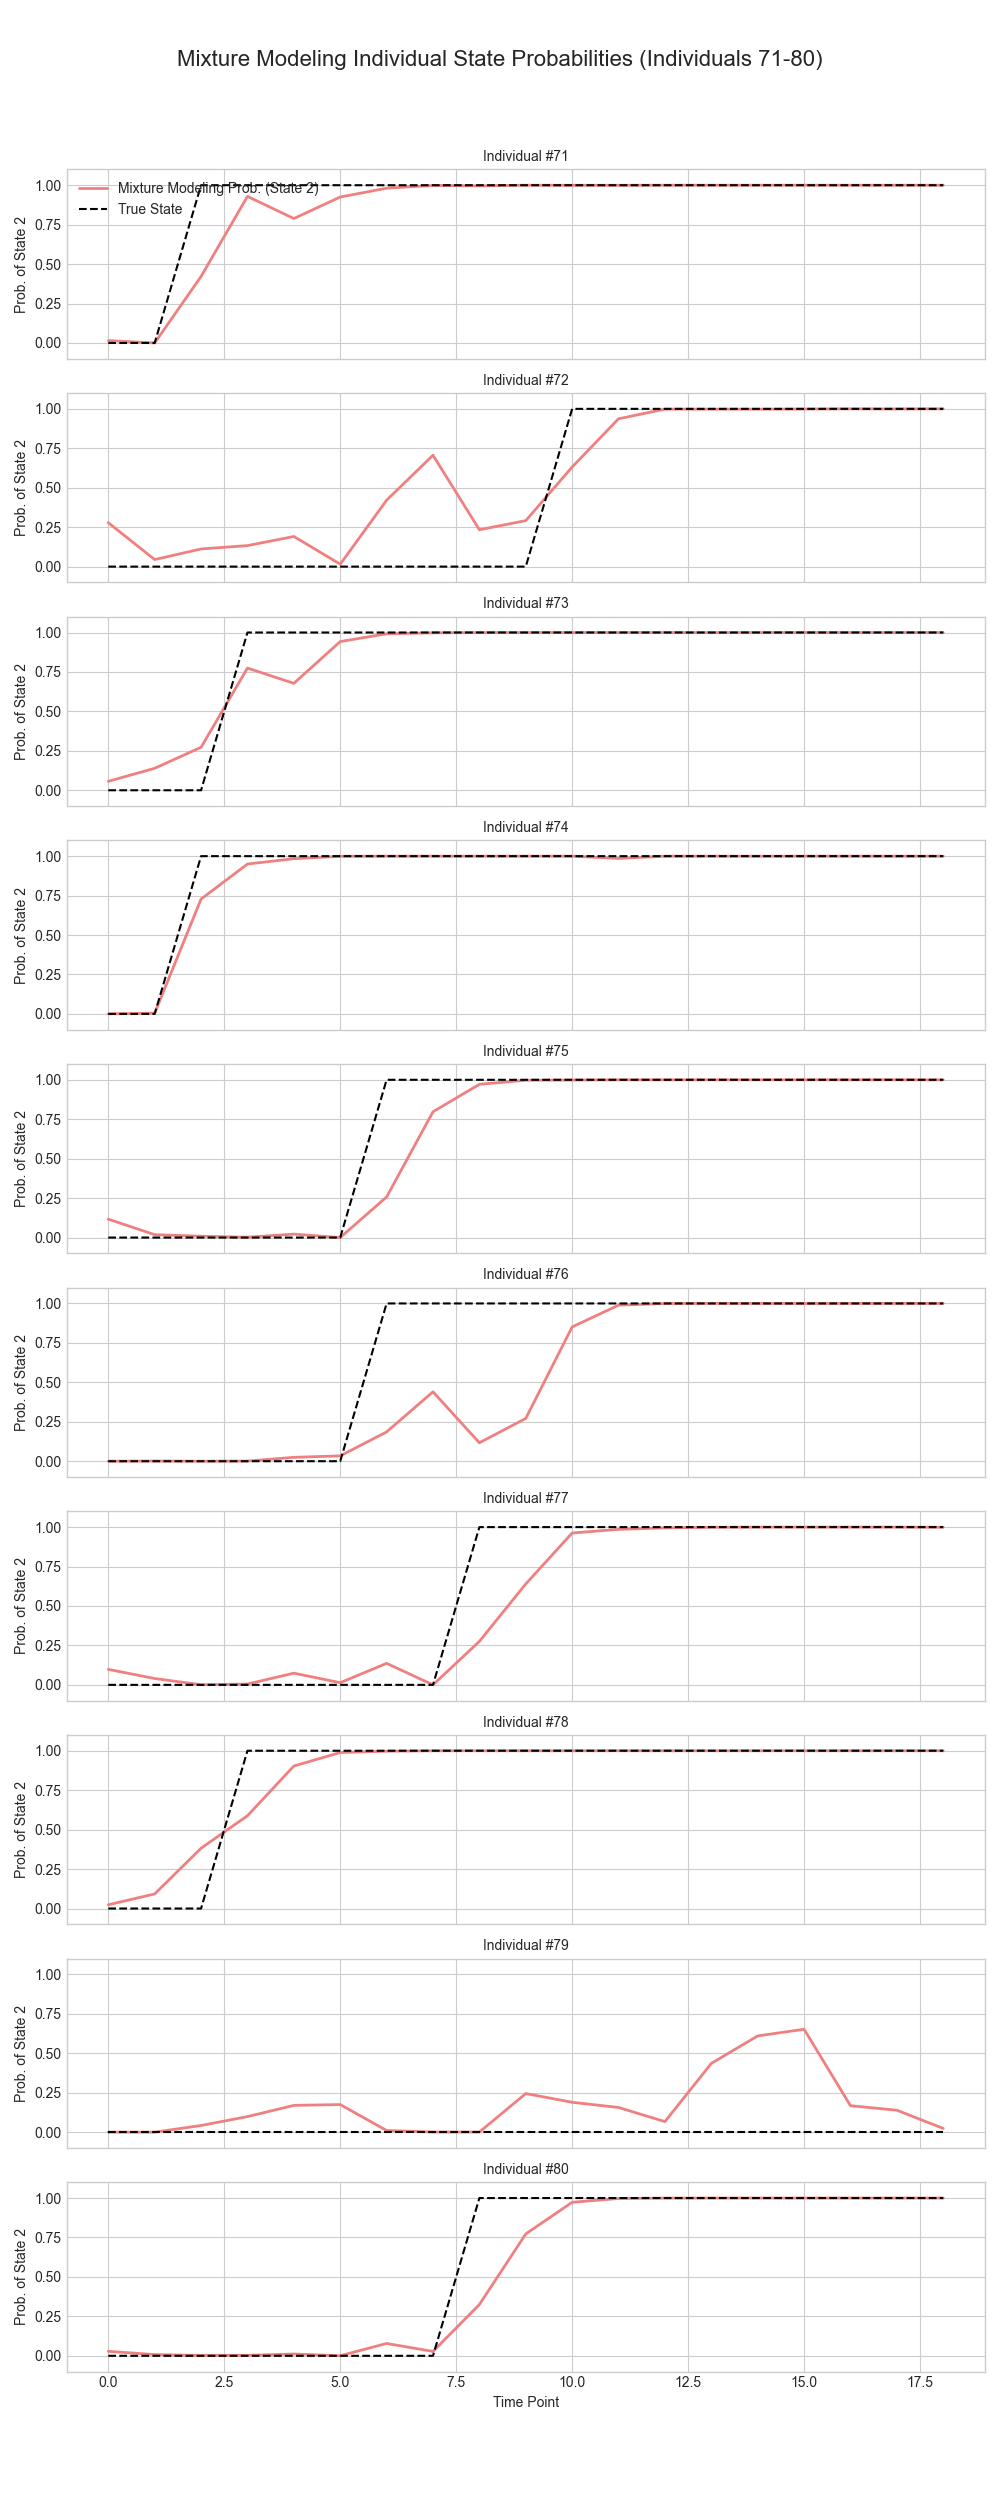 Mixture Modeling Individual State Probabilities (Individuals 71-80)
Individual #71
1.00
0.75
0.50
0.25
0.00
Prob. of State 2
Mixture Modeling Prob. (State 2)
True State
Individual #72
1.00
0.75
0.50
0.25
0.00
Prob. of State 2
Individual #73
1.00
0.75
0.50
0.25
0.00
Prob. of State 2
Individual #74
1.00
0.75
0.50
0.25
0.00
Prob. of State 2
Individual #75
1.00
0.75
0.50
0.25
0.00
Prob. of State 2
Individual #76
1.00
0.75
0.50
0.25
0.00
Prob. of State 2
Individual #77
1.00
0.75
0.50
0.25
0.00
Prob. of State 2
Individual #78
1.00
0.75
0.50
0.25
0.00
Prob. of State 2
Individual #79
1.00
0.75
0.50
0.25
0.00
Prob. of State 2
Individual #80
1.00
0.75
0.50
0.25
0.00
Prob. of State 2
0.0 2.5 5.0 7.5 10.0 12.5 15.0 17.5
Time Point